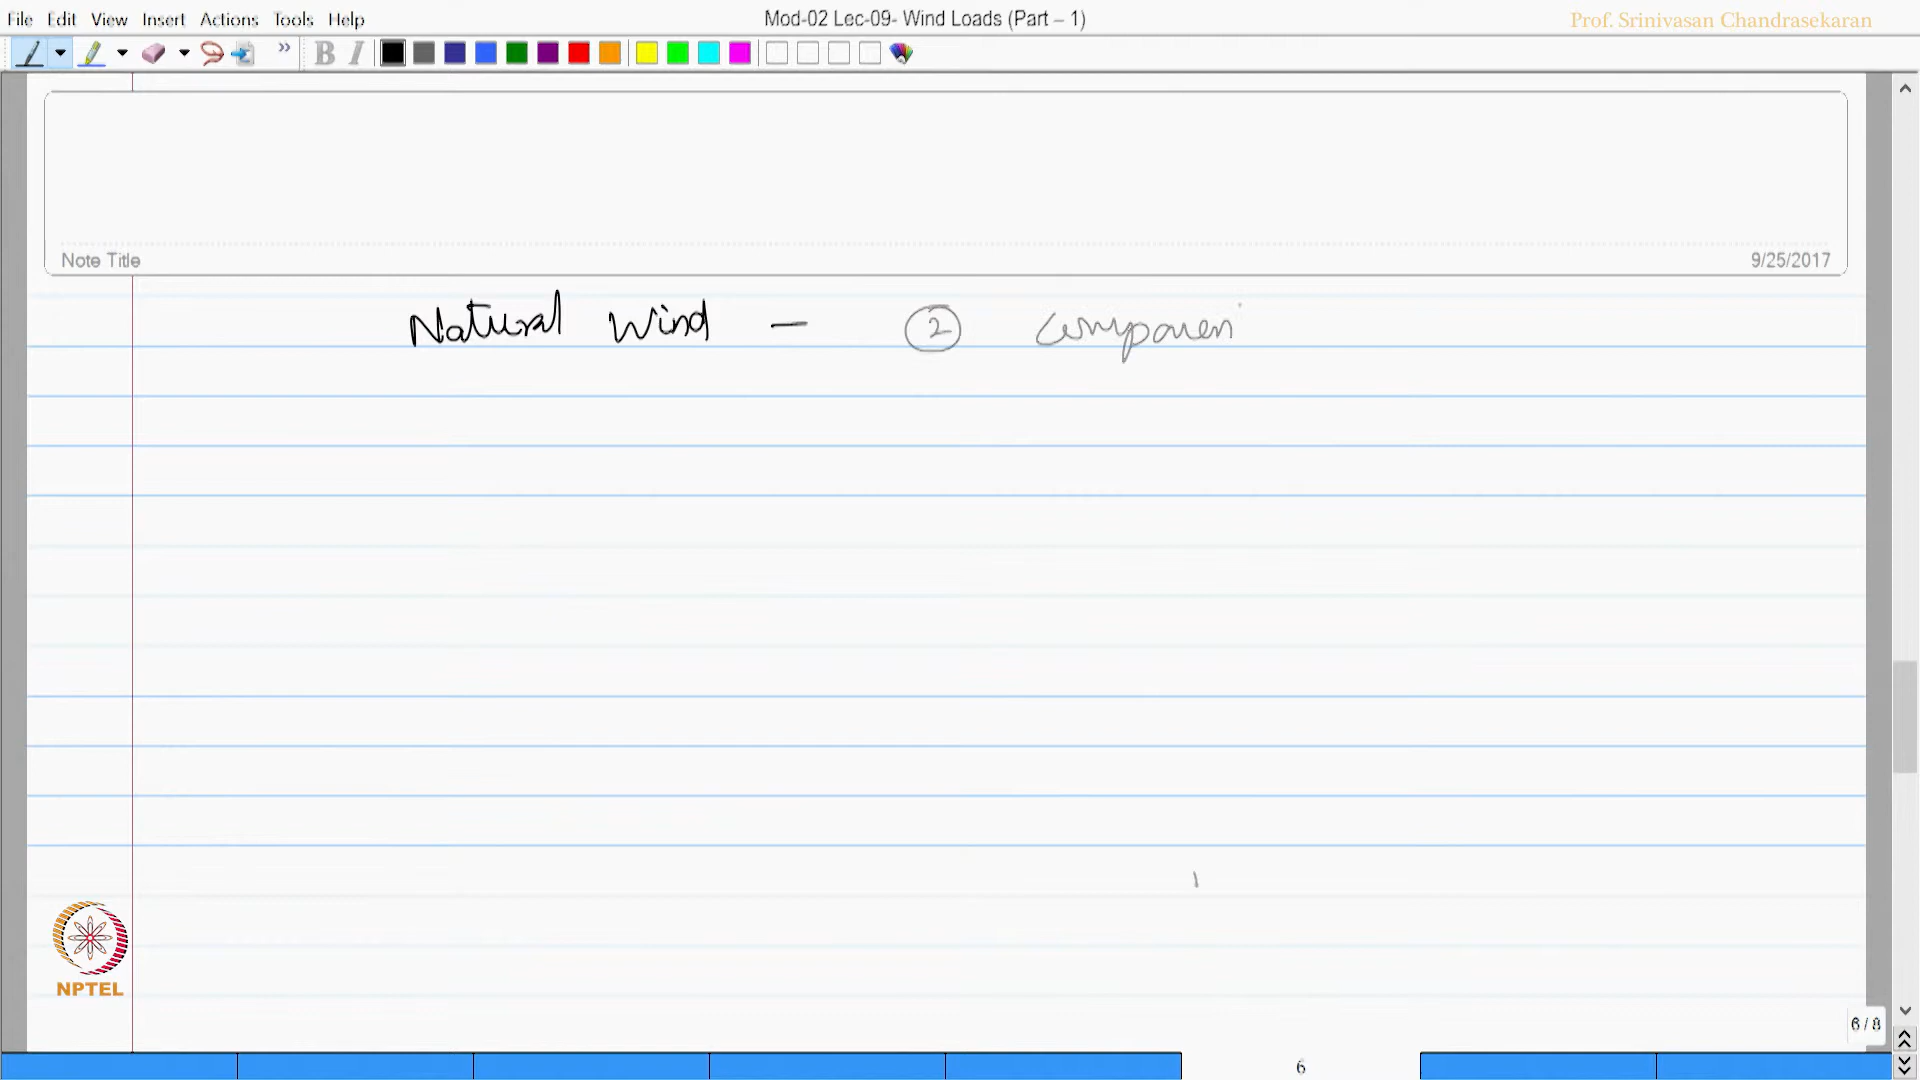 File Edit View Insert Actions Tools Help
Mod-02 Lec-09- Wind Loads (Part – 1)
Prof. Srinivasan Chandrasekaran
B I
Note Title
9/25/2017
Natural Wind — 2 Componen
NPTEL
6 / 8
6